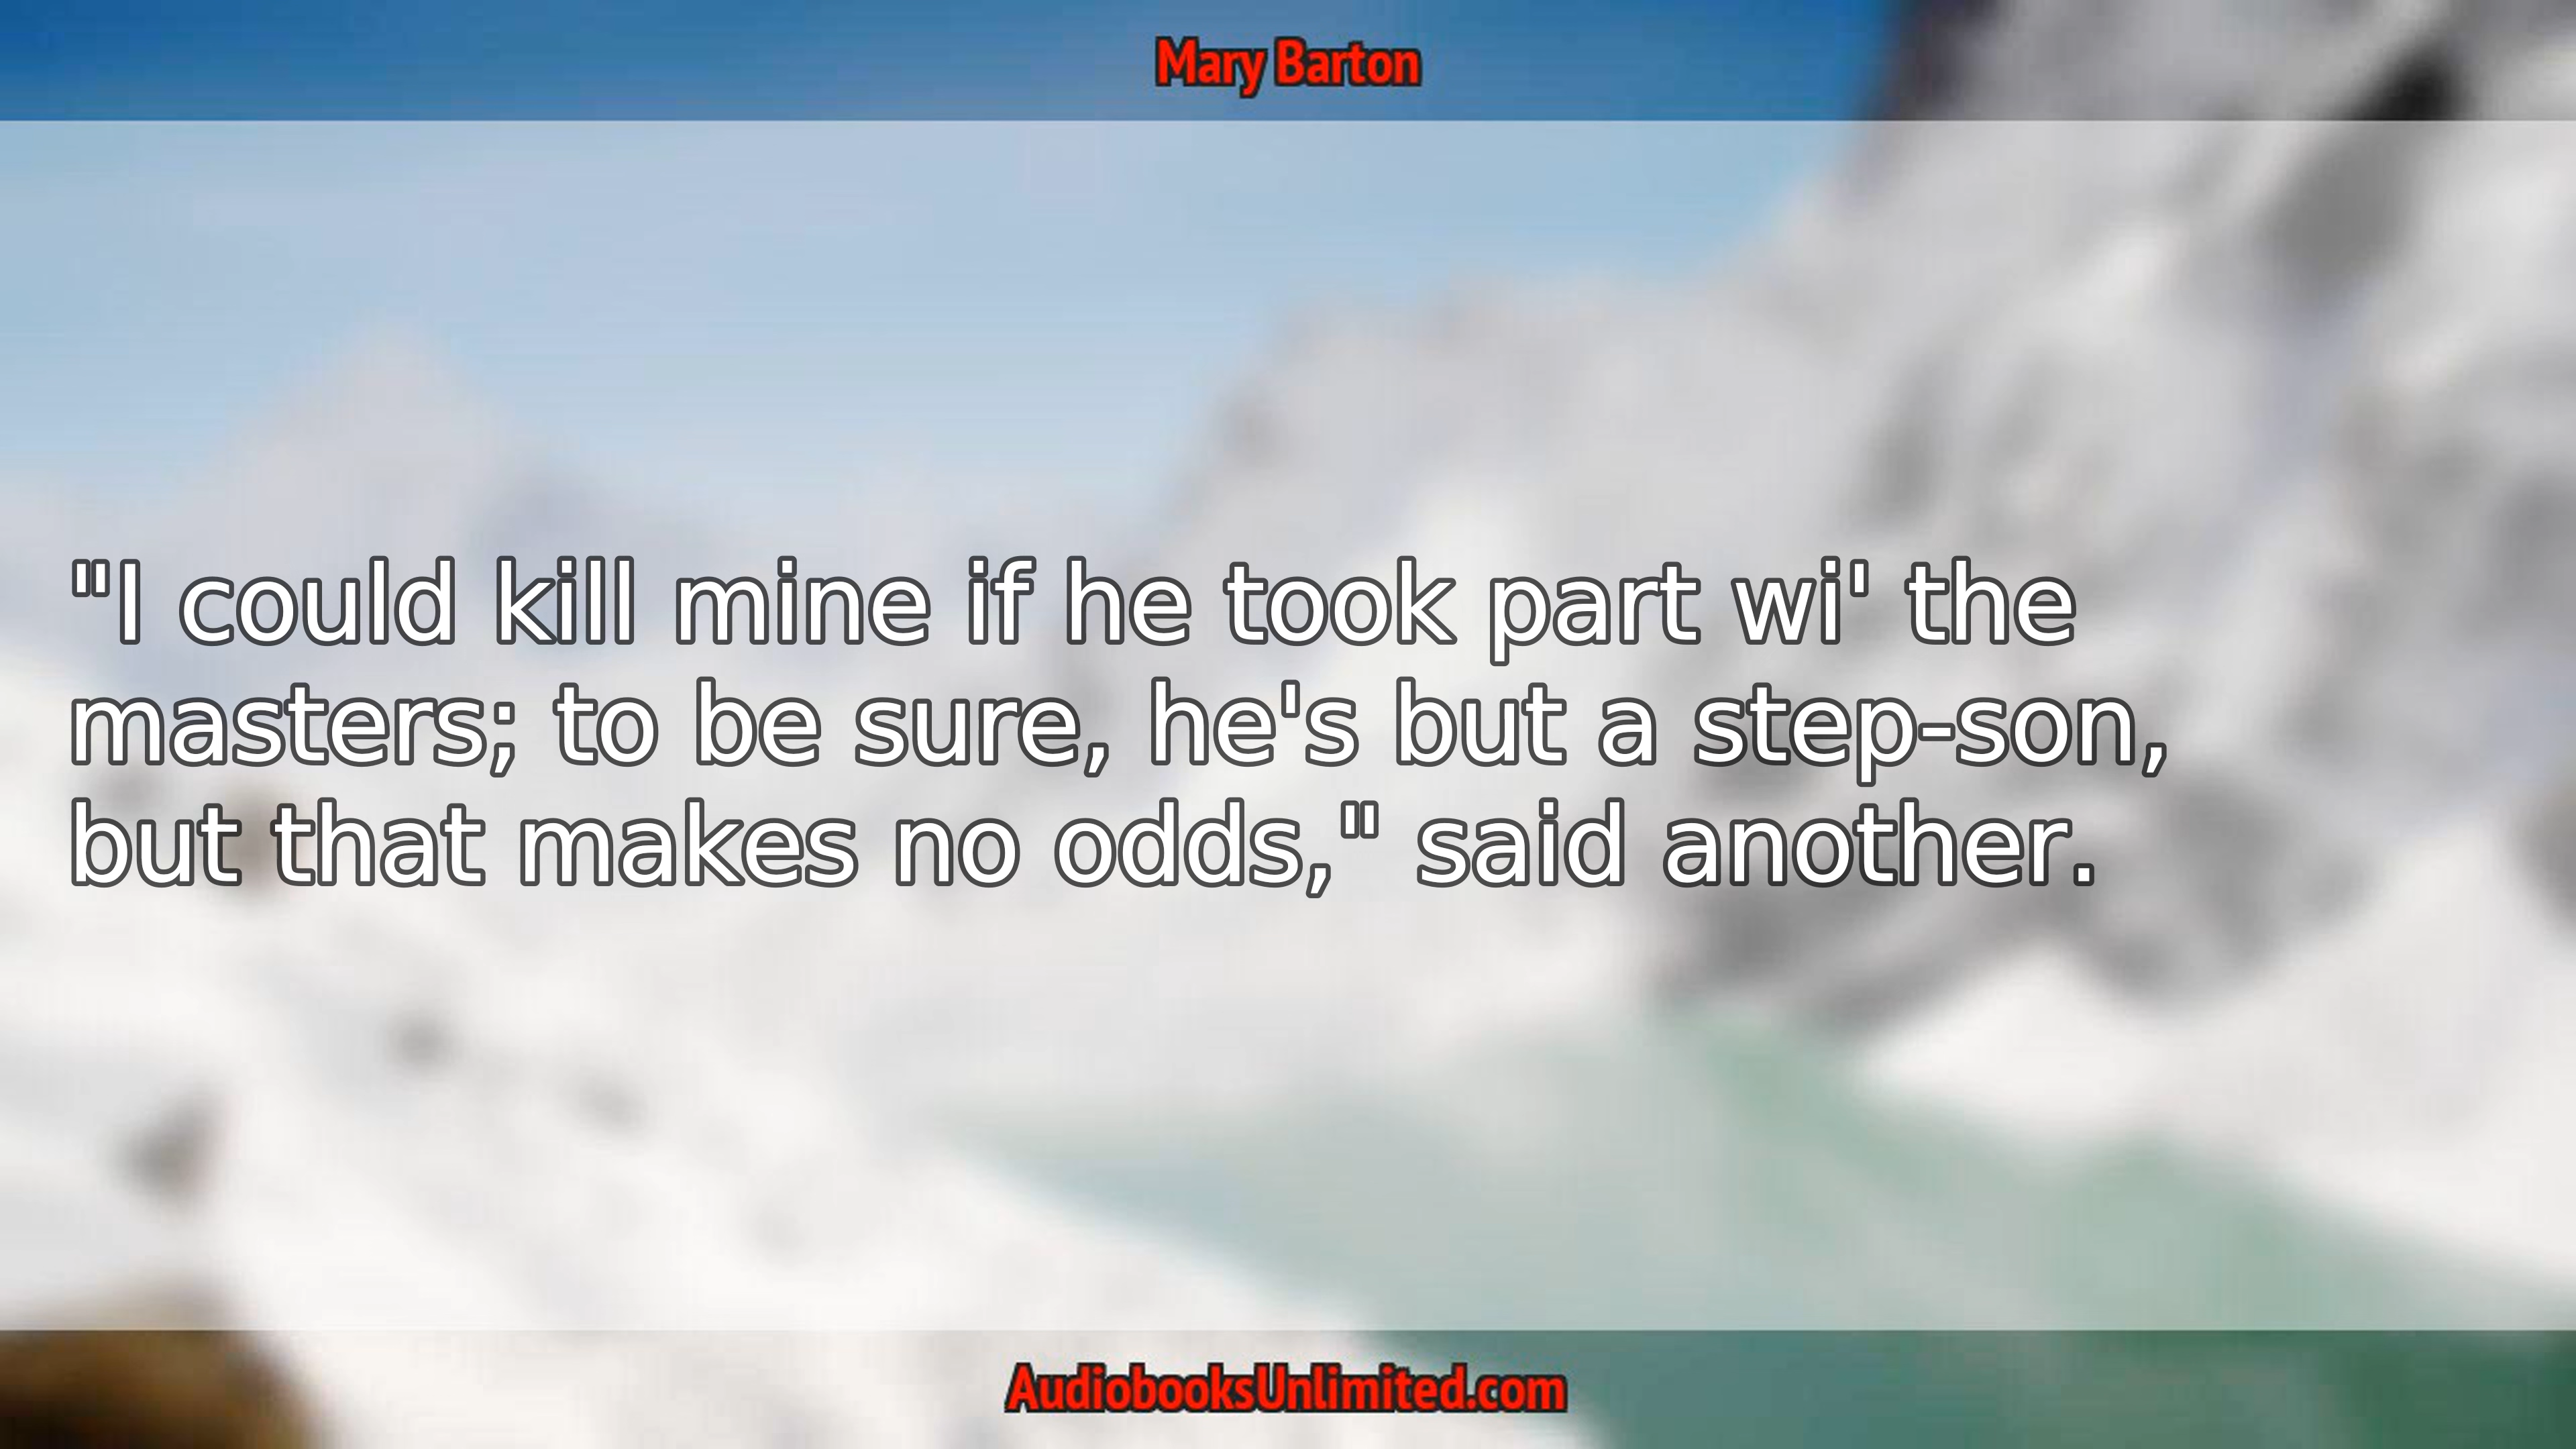 Mary Barton
"I could kill mine if he took part wi' the
masters; to be sure, he's but a step-son,
but that makes no odds," said another.
AudiobooksUnlimited.com